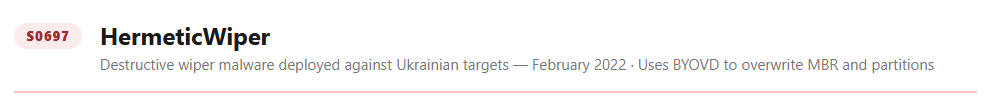 S0697
HermeticWiper
Destructive wiper malware deployed against Ukrainian targets — February 2022 · Uses BYOVD to overwrite MBR and partitions